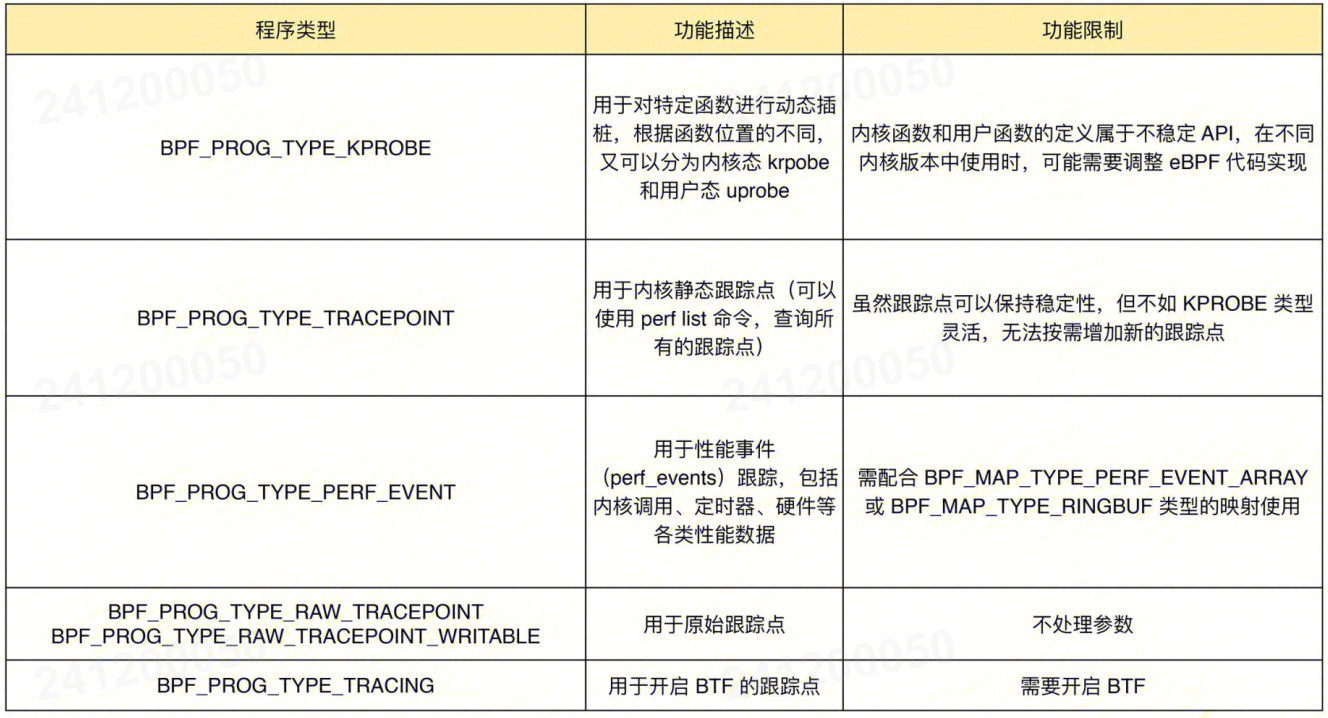 程序类型
功能描述
功能限制
BPF_PROG_TYPE_KPROBE
用于对特定函数进行动态插
桩，根据函数位置的不同，
又可以分为内核态 krpobe
和用户态 uprobe
内核函数和用户函数的定义属于不稳定 API，在不同
内核版本中使用时，可能需要调整 eBPF 代码实现
BPF_PROG_TYPE_TRACEPOINT
用于内核静态跟踪点（可以
使用 perf list 命令，查询所
有的跟踪点）
虽然跟踪点可以保持稳定性，但不如 KPROBE 类型
灵活，无法按需增加新的跟踪点
BPF_PROG_TYPE_PERF_EVENT
用于性能事件
（perf_events）跟踪，包括
内核调用、定时器、硬件等
各类性能数据
需配合 BPF_MAP_TYPE_PERF_EVENT_ARRAY
或 BPF_MAP_TYPE_RINGBUF 类型的映射使用
BPF_PROG_TYPE_RAW_TRACEPOINT
BPF_PROG_TYPE_RAW_TRACEPOINT_WRITABLE
用于原始跟踪点
不处理参数
BPF_PROG_TYPE_TRACING
用于开启 BTF 的跟踪点
需要开启 BTF
241200050
241200050
241200050
241200050
241200050
241200050